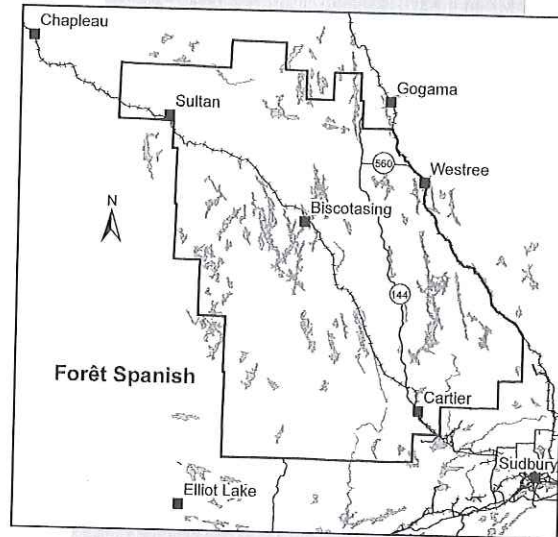 Chapleau
Gogama
Sultan
560
Westree
N
Biscotasing
144
Forêt Spanish
Cartier
Sudbury
Elliot Lake